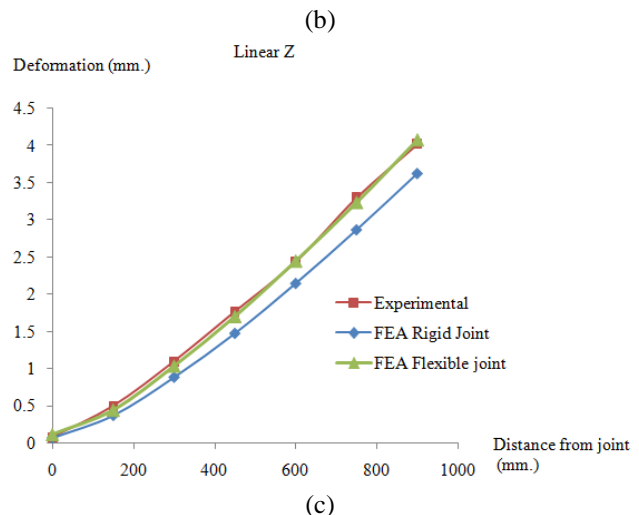 (b)
Linear Z
Deformation (mm.)
4.5
4
3.5
3
2.5
2
1.5
1
0.5
0
Experimental
FEA Rigid Joint
FEA Flexible joint
0 200 400 600 800 1000
Distance from joint
(mm.)
(c)